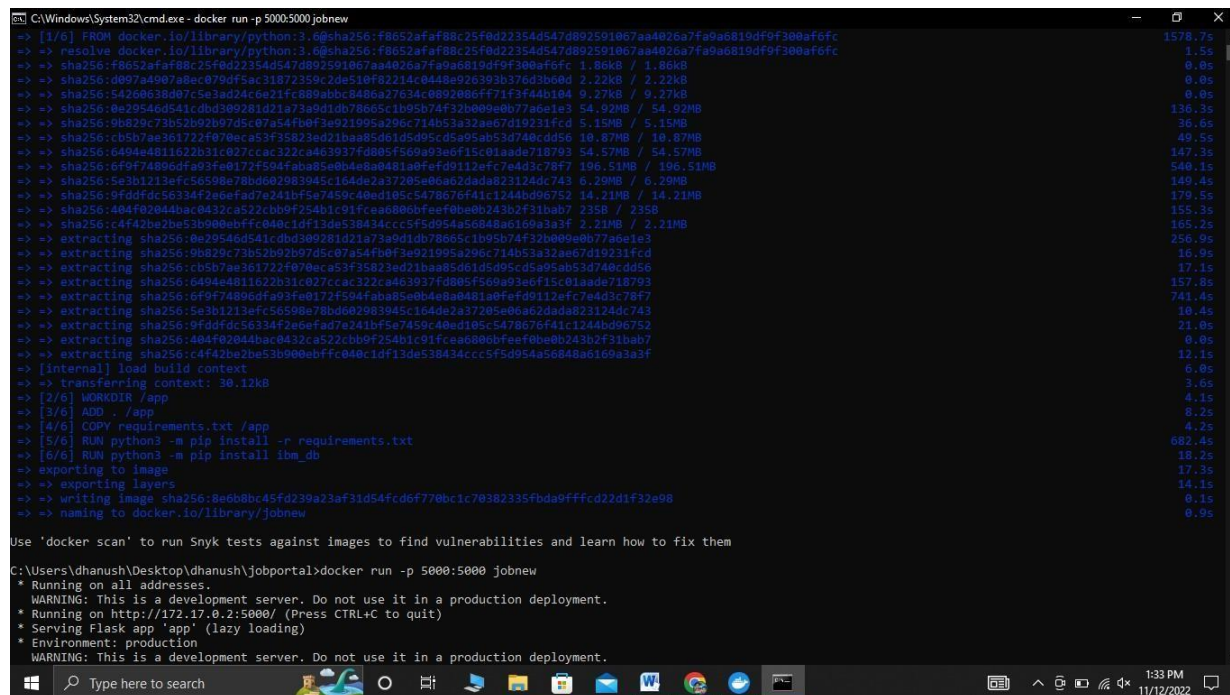 C:\Windows\System32\cmd.exe - docker run -p 5000:5000 jobnew
=> [1/6] FROM docker.io/library/python:3.6@sha256:f8652afaf88c25f0d22354d547d892591067aa4026a7fa9a6819df9f300af6fc 1578.7s
=> => resolve docker.io/library/python:3.6@sha256:f8652afaf88c25f0d22354d547d892591067aa4026a7fa9a6819df9f300af6fc 1.5s
=> => sha256:f8652afaf88c25f0d22354d547d892591067aa4026a7fa9a6819df9f300af6fc 1.86kB / 1.86kB 0.0s
=> => sha256:d097a4907a8ec079df5ac31872359c2de510f82214c0448e926393b376d3b60d 2.22kB / 2.22kB 0.0s
=> => sha256:54260638d07c5e3ad24c6e21fc889abbc8486a27634c0892086ff71f3f44b104 9.27kB / 9.27kB 0.0s
=> => sha256:0e29546d541cdbd309281d21a73a9d1db78665c1b95b74f32b009e0b77a6e1e3 54.92MB / 54.92MB 136.3s
=> => sha256:9b829c73b52b92b97d5c07a54fb0f3e921995a296c714b53a32ae67d19231fcd 5.15MB / 5.15MB 36.6s
=> => sha256:cb5b7ae361722f070eca53f35823ed21baa85d61d5d95cd5a95ab53d740cdd56 10.87MB / 10.87MB 49.5s
=> => sha256:6494e4811622b31c027ccac322ca463937fd805f569a93e6f15c01aade718793 54.57MB / 54.57MB 147.3s
=> => sha256:6f9f74896dfa93fe0172f594faba85e0b4e8a0481a0fefd9112efc7e4d3c78f7 196.51MB / 196.51MB 540.1s
=> => sha256:5e3b1213efc56598e78bd602983945c164de2a37205e06a62dada823124dc743 6.29MB / 6.29MB 149.4s
=> => sha256:9fddfdc56334f2e6efad7e241bf5e7459c40ed105c5478676f41c1244bd96752 14.21MB / 14.21MB 179.5s
=> => sha256:404f02044bac0432ca522cbb9f254b1c91fcea6806bfeef0be0b243b2f31bab7 235B / 235B 155.3s
=> => sha256:c4f42be2be53b900ebffc040c1df13de538434ccc5f5d954a56848a6169a3a3f 2.21MB / 2.21MB 165.2s
=> => extracting sha256:0e29546d541cdbd309281d21a73a9d1db78665c1b95b74f32b009e0b77a6e1e3 256.9s
=> => extracting sha256:9b829c73b52b92b97d5c07a54fb0f3e921995a296c714b53a32ae67d19231fcd 16.9s
=> => extracting sha256:cb5b7ae361722f070eca53f35823ed21baa85d61d5d95cd5a95ab53d740cdd56 17.1s
=> => extracting sha256:6494e4811622b31c027ccac322ca463937fd805f569a93e6f15c01aade718793 157.8s
=> => extracting sha256:6f9f74896dfa93fe0172f594faba85e0b4e8a0481a0fefd9112efc7e4d3c78f7 741.4s
=> => extracting sha256:5e3b1213efc56598e78bd602983945c164de2a37205e06a62dada823124dc743 10.4s
=> => extracting sha256:9fddfdc56334f2e6efad7e241bf5e7459c40ed105c5478676f41c1244bd96752 21.0s
=> => extracting sha256:404f02044bac0432ca522cbb9f254b1c91fcea6806bfeef0be0b243b2f31bab7 0.0s
=> => extracting sha256:c4f42be2be53b900ebffc040c1df13de538434ccc5f5d954a56848a6169a3a3f 12.1s
=> [internal] load build context 6.0s
=> => transferring context: 30.12kB 3.6s
=> [2/6] WORKDIR /app 4.1s
=> [3/6] ADD . /app 8.2s
=> [4/6] COPY requirements.txt /app 4.2s
=> [5/6] RUN python3 -m pip install -r requirements.txt 682.4s
=> [6/6] RUN python3 -m pip install ibm_db 18.2s
=> exporting to image 17.3s
=> => exporting layers 14.1s
=> => writing image sha256:8e6b8bc45fd239a23af31d54fcd6f770bc1c70382335fbda9fffcd22d1f32e98 0.1s
=> => naming to docker.io/library/jobnew 0.9s
Use 'docker scan' to run Snyk tests against images to find vulnerabilities and learn how to fix them
C:\Users\dhanush\Desktop\dhanush\jobportal>docker run -p 5000:5000 jobnew
* Running on all addresses.
WARNING: This is a development server. Do not use it in a production deployment.
* Running on http://172.17.0.2:5000/ (Press CTRL+C to quit)
* Serving Flask app 'app' (lazy loading)
* Environment: production
WARNING: This is a development server. Do not use it in a production deployment.
Type here to search
1:33 PM
11/12/2022